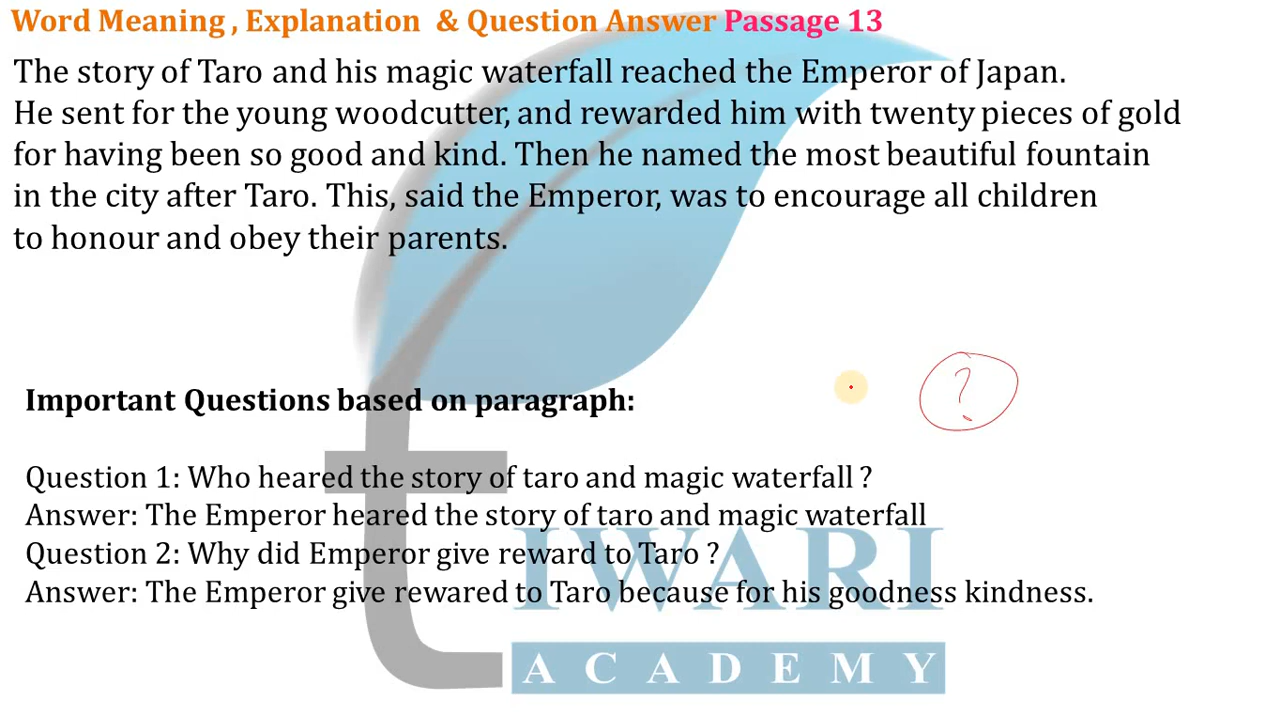 Word Meaning , Explanation & Question Answer Passage 13
The story of Taro and his magic waterfall reached the Emperor of Japan.
He sent for the young woodcutter, and rewarded him with twenty pieces of gold
for having been so good and kind. Then he named the most beautiful fountain
in the city after Taro. This, said the Emperor, was to encourage all children
to honour and obey their parents.
?
Important Questions based on paragraph:
Question 1: Who heared the story of taro and magic waterfall ?
Answer: The Emperor heared the story of taro and magic waterfall
Question 2: Why did Emperor give reward to Taro ?
Answer: The Emperor give rewared to Taro because for his goodness kindness.
tIWARI
ACADEMY